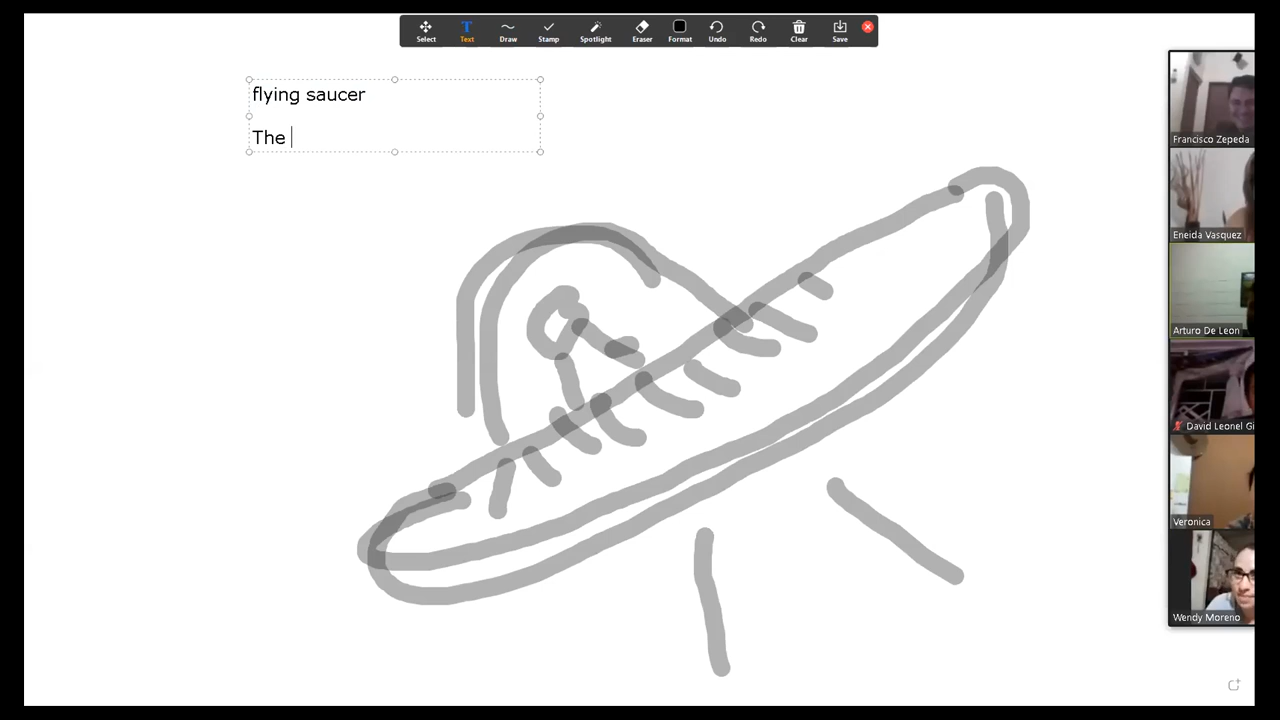 Select Text Draw Stamp Spotlight Eraser Format Undo Redo Clear Save
flying saucer
The
Francisco Zepeda
Eneida Vasquez
Arturo De Leon
David Leonel Gi
Veronica
Wendy Moreno